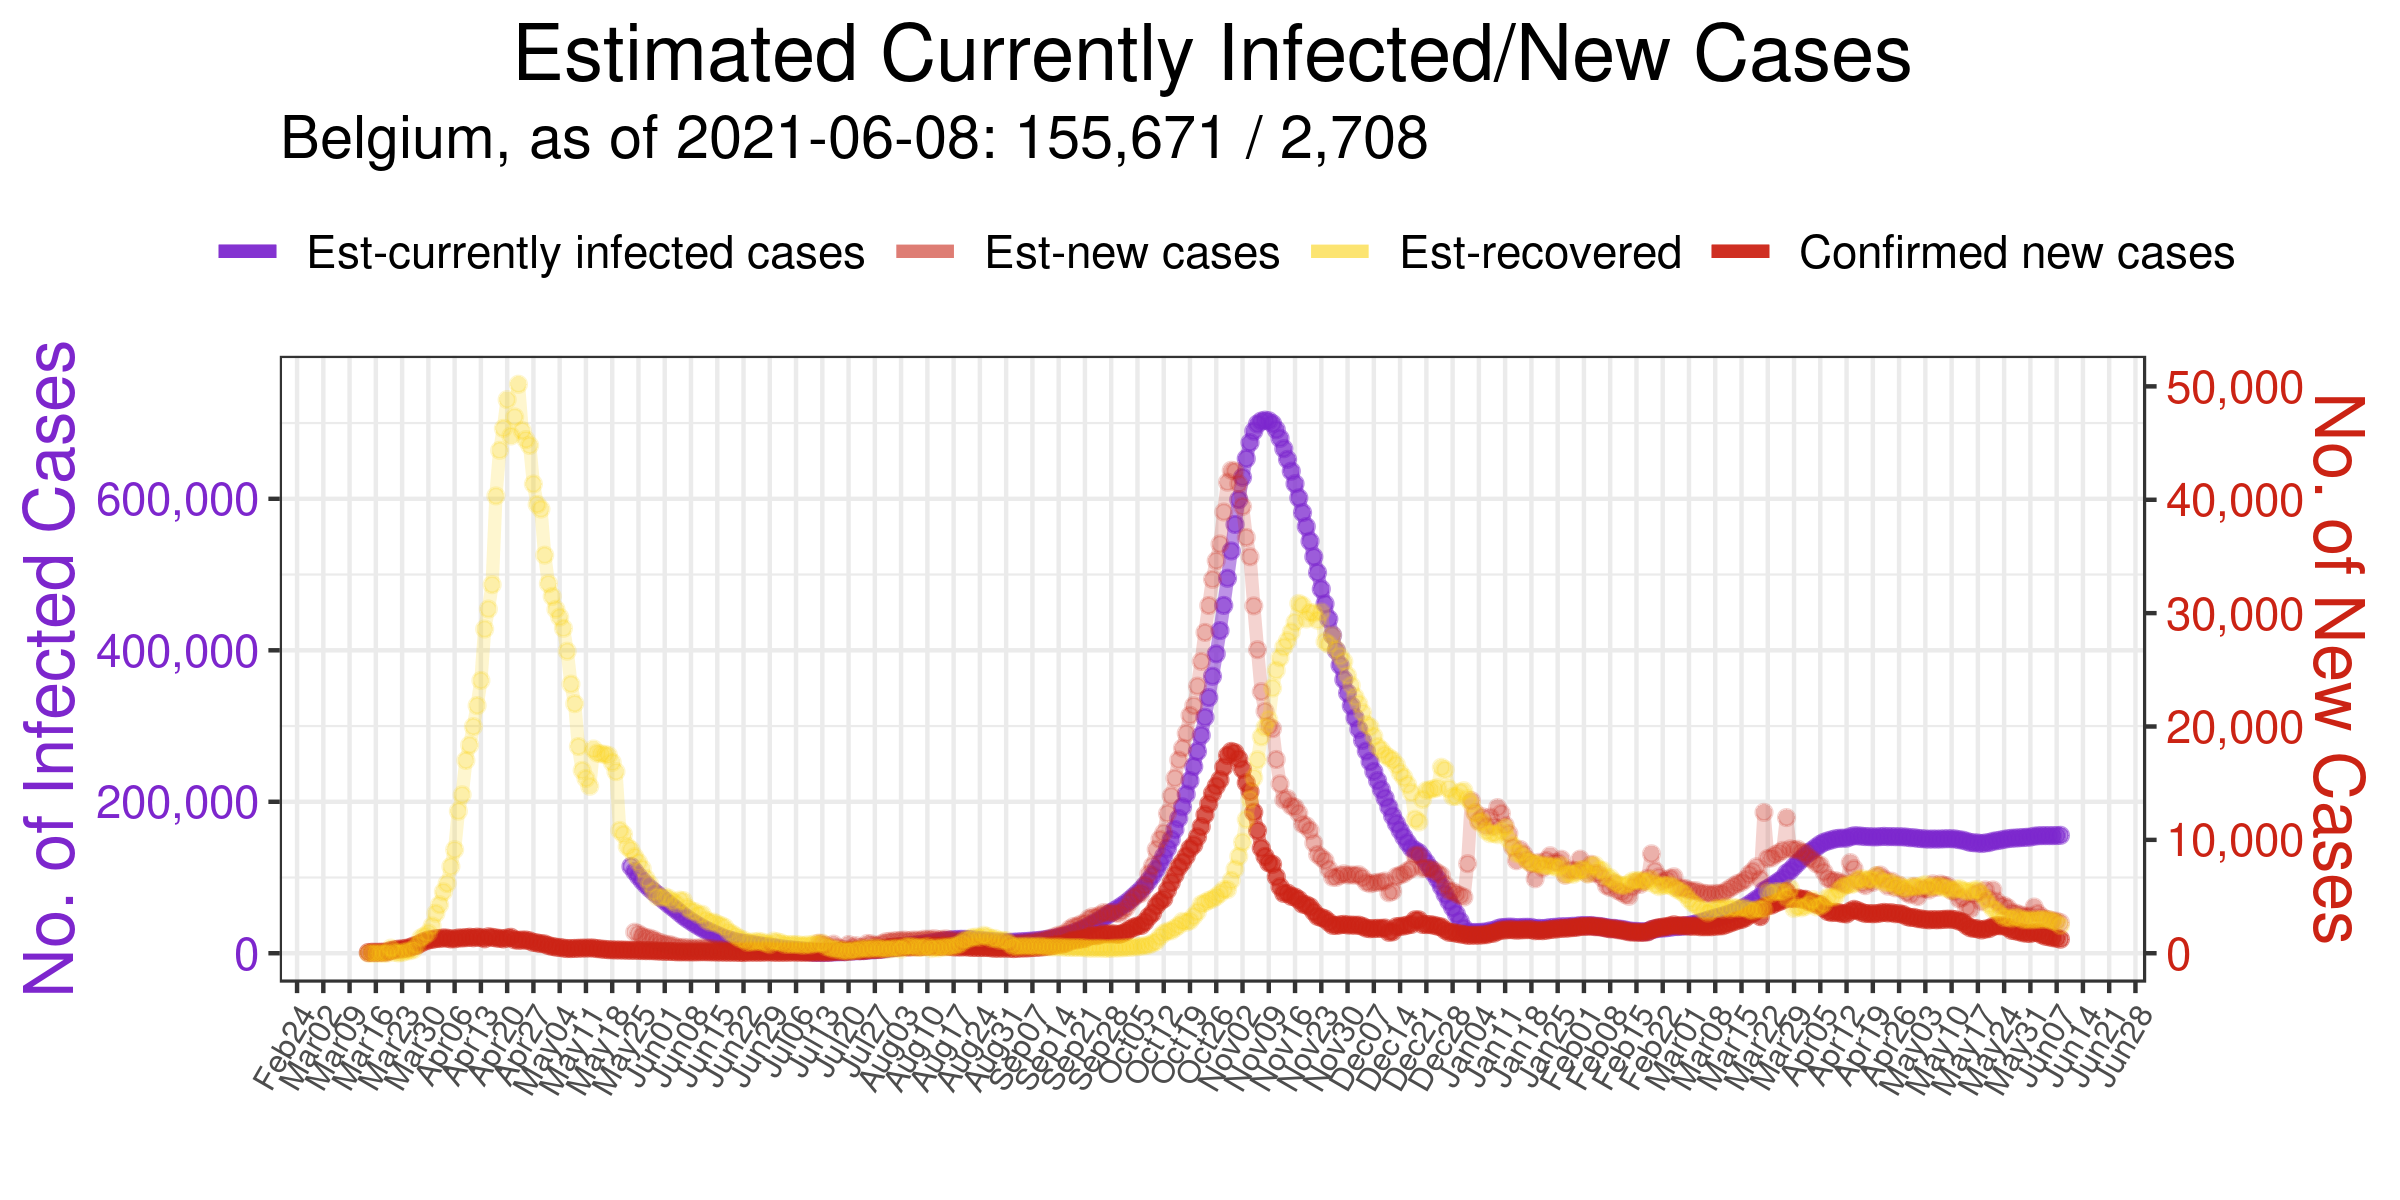 Estimated Currently Infected/New Cases
Belgium, as of 2021-06-08: 155,671 / 2,708
Est-currently infected cases Est-new cases Est-recovered Confirmed new cases
No. of Infected Cases
600,000
400,000
200,000
0
50,000
40,000
30,000
20,000
10,000
0
No. of New Cases
Feb24
Mar02
Mar09
Mar16
Mar23
Mar30
Apr06
Apr13
Apr20
Apr27
May04
May11
May18
May25
Jun01
Jun08
Jun15
Jun22
Jun29
Jul06
Jul13
Jul20
Jul27
Aug03
Aug10
Aug17
Aug24
Aug31
Sep07
Sep14
Sep21
Sep28
Oct05
Oct12
Oct19
Oct26
Nov02
Nov09
Nov16
Nov23
Nov30
Dec07
Dec14
Dec21
Dec28
Jan04
Jan11
Jan18
Jan25
Feb01
Feb08
Feb15
Feb22
Mar01
Mar08
Mar15
Mar22
Mar29
Apr05
Apr12
Apr19
Apr26
May03
May10
May17
May24
May31
Jun07
Jun14
Jun21
Jun28